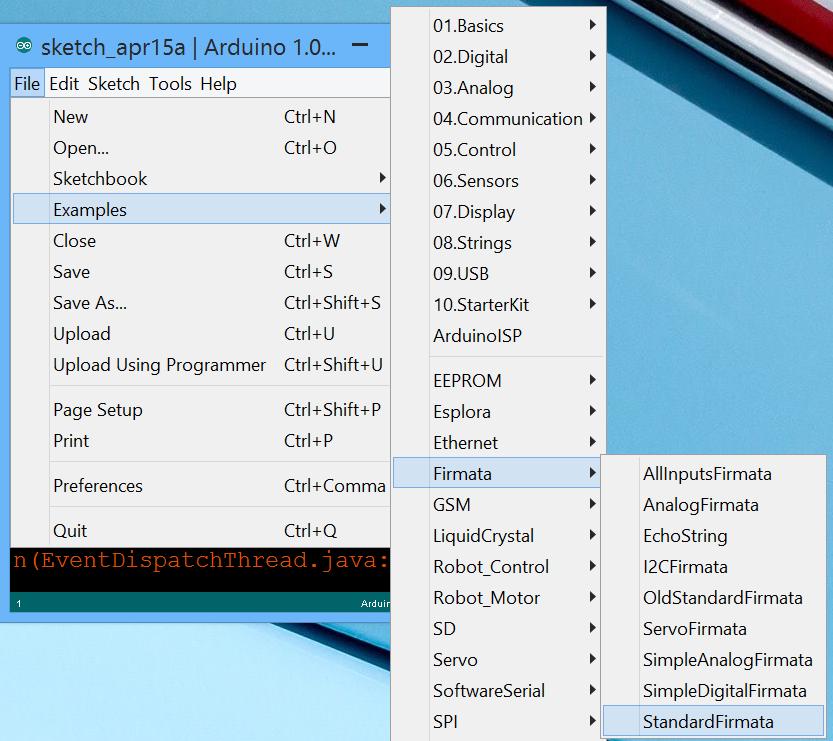 sketch_apr15a | Arduino 1.0...
File Edit Sketch Tools Help
New Ctrl+N
Open... Ctrl+O
Sketchbook
Examples
Close Ctrl+W
Save Ctrl+S
Save As... Ctrl+Shift+S
Upload Ctrl+U
Upload Using Programmer Ctrl+Shift+U
Page Setup Ctrl+Shift+P
Print Ctrl+P
Preferences Ctrl+Comma
Quit Ctrl+Q
n(EventDispatchThread.java:
1 Arduin
01.Basics
02.Digital
03.Analog
04.Communication
05.Control
06.Sensors
07.Display
08.Strings
09.USB
10.StarterKit
ArduinoISP
EEPROM
Esplora
Ethernet
Firmata
GSM
LiquidCrystal
Robot_Control
Robot_Motor
SD
Servo
SoftwareSerial
SPI
AllInputsFirmata
AnalogFirmata
EchoString
I2CFirmata
OldStandardFirmata
ServoFirmata
SimpleAnalogFirmata
SimpleDigitalFirmata
StandardFirmata